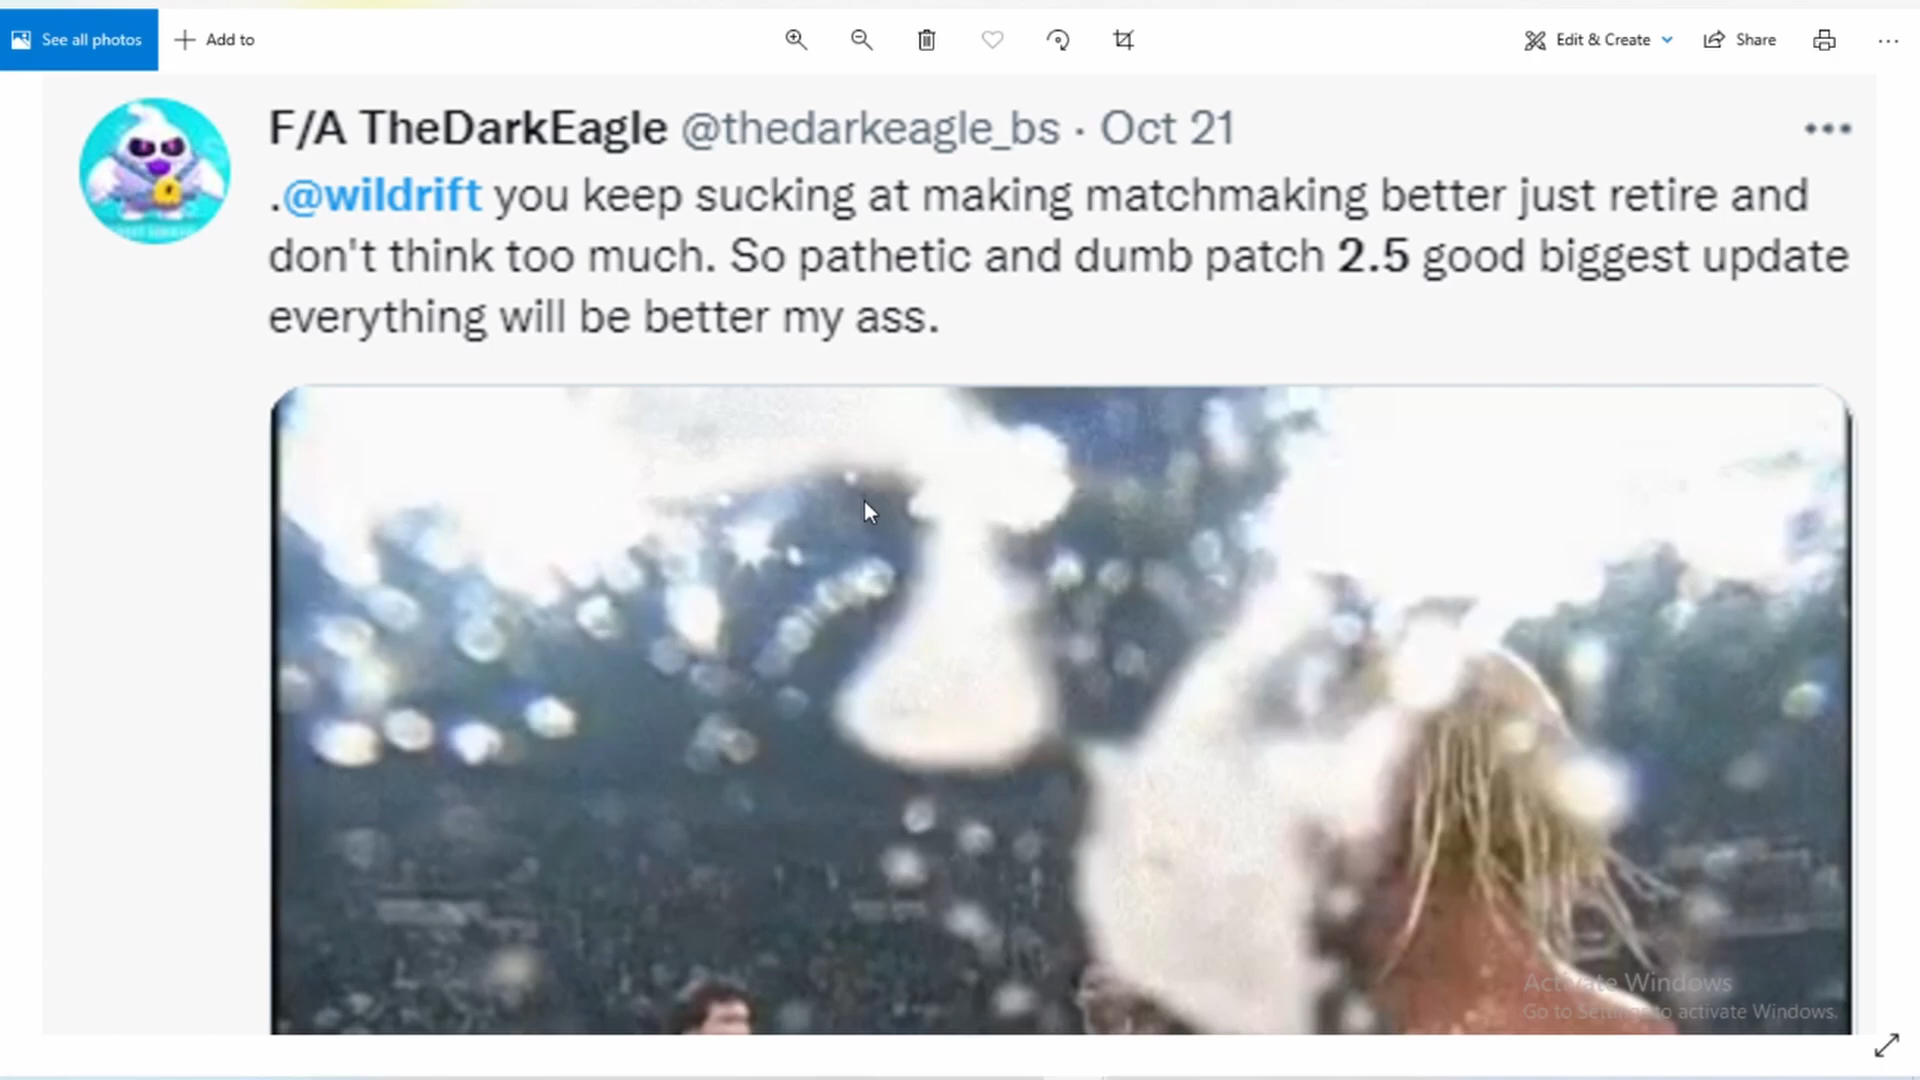 See all photos
Add to
Edit & Create
Share
F/A TheDarkEagle @thedarkeagle_bs · Oct 21
.@wildrift you keep sucking at making matchmaking better just retire and
don't think too much. So pathetic and dumb patch 2.5 good biggest update
everything will be better my ass.
Activate Windows
Go to Settings to activate Windows.